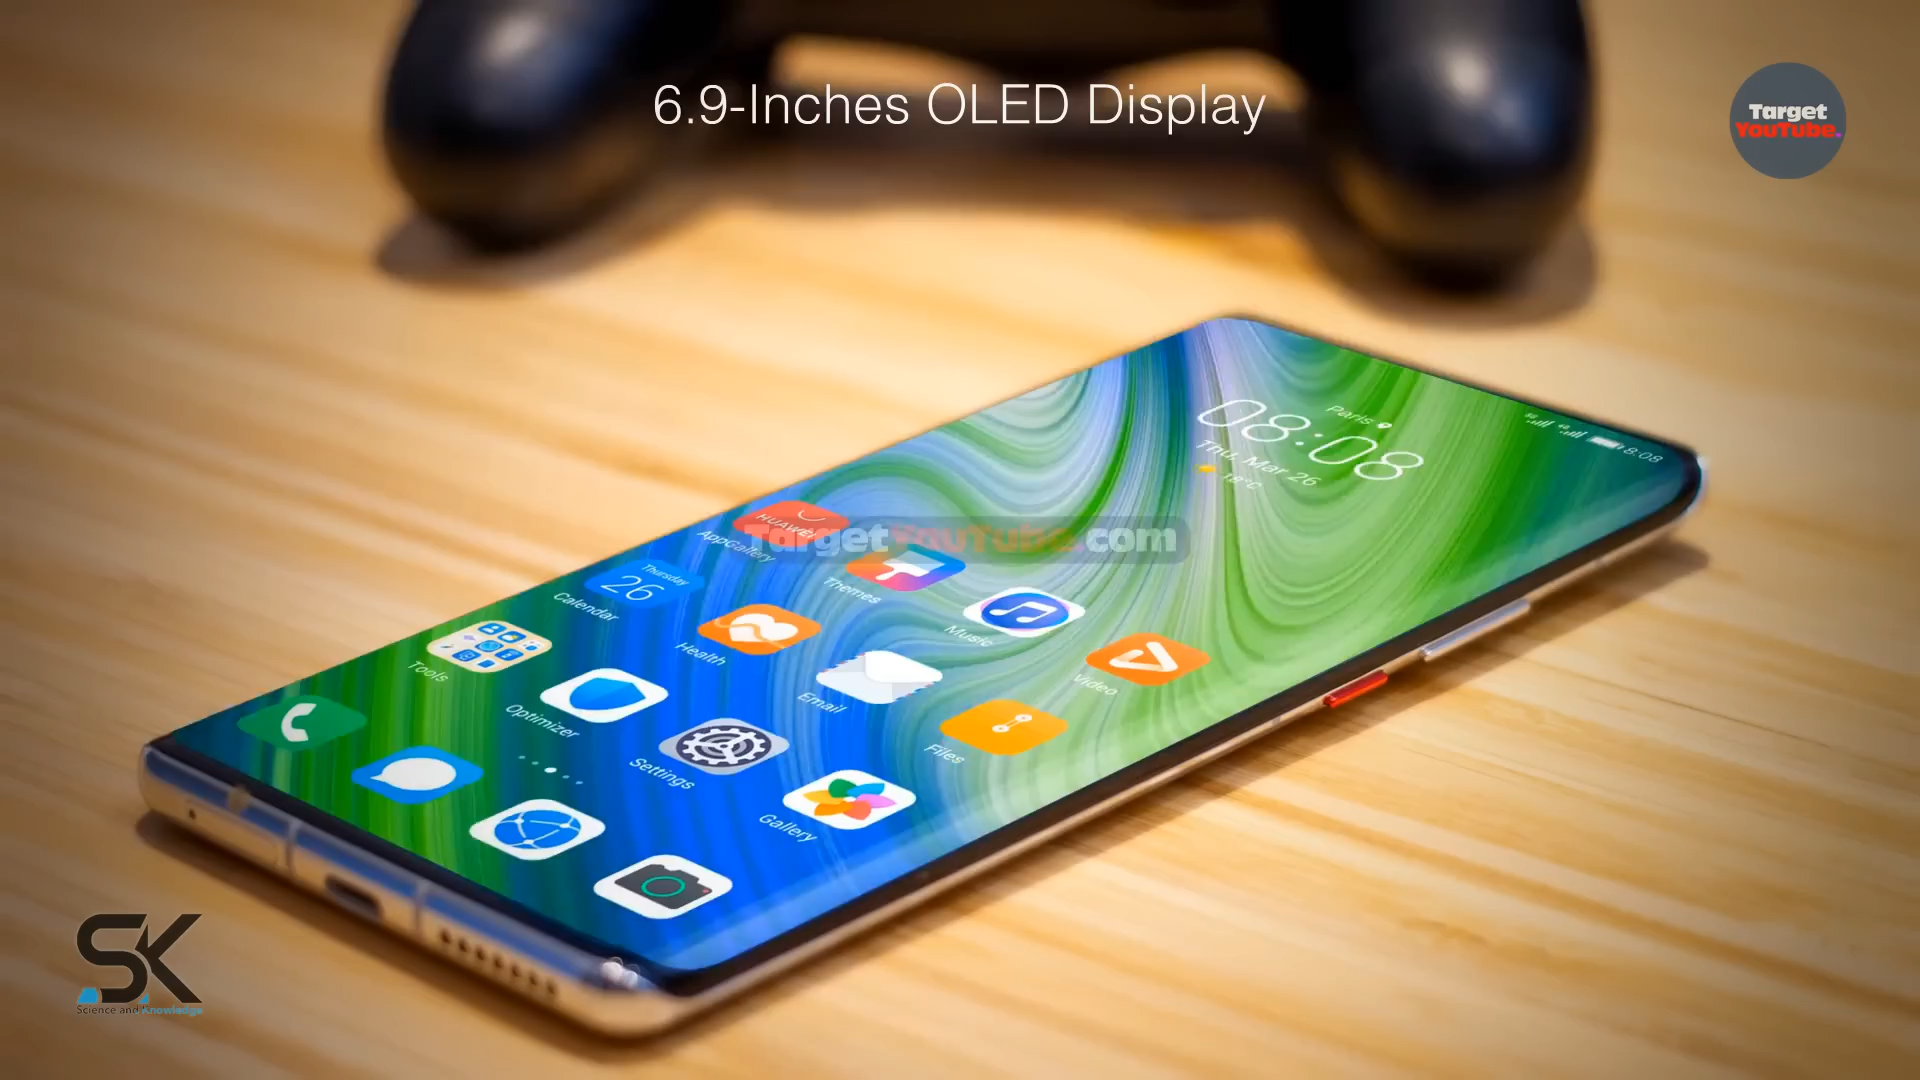 6.9-Inches OLED Display
Target
YouTube.
Paris
08:08
Thu, Mar 26
18°C
8:08
HUAWEI
AppGallery
TargetYouTube.com
Themes
Thursday
26
Calendar
Music
Health
Video
Tools
Email
Optimizer
Files
Settings
Gallery
SK
Science and Knowledge